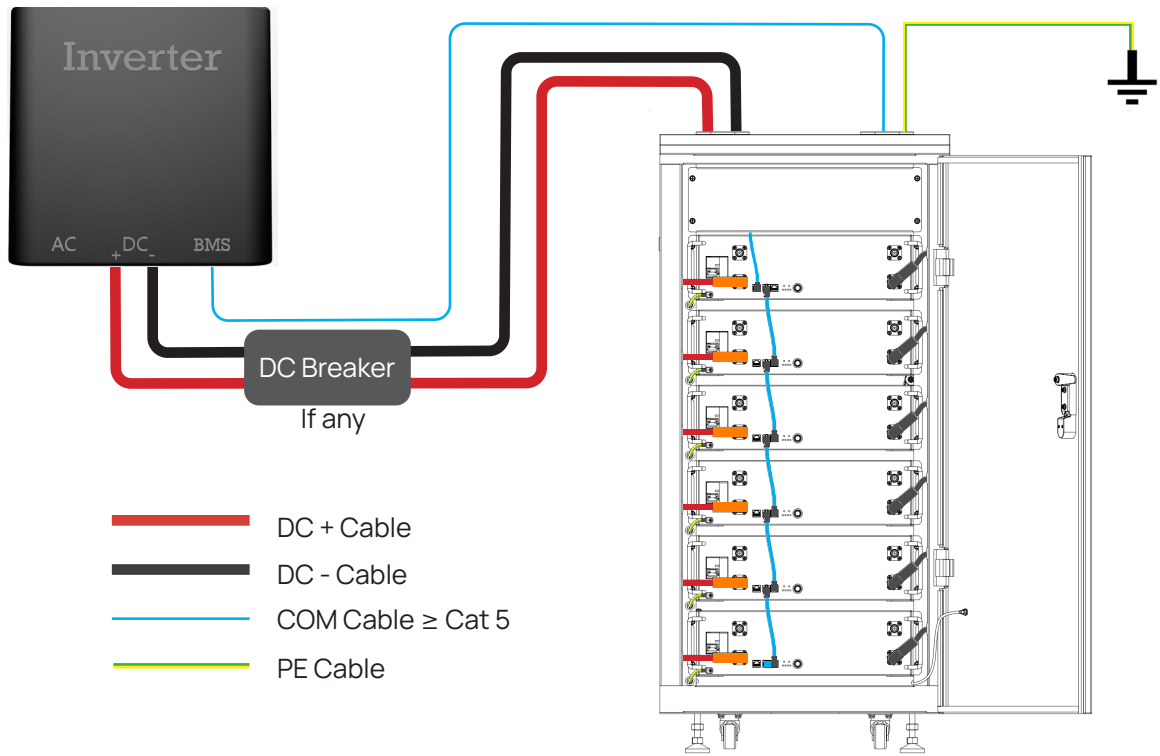 Inverter
AC
DC
BMS
+
-
DC Breaker
If any
DC + Cable
DC - Cable
COM Cable ≥ Cat 5
PE Cable